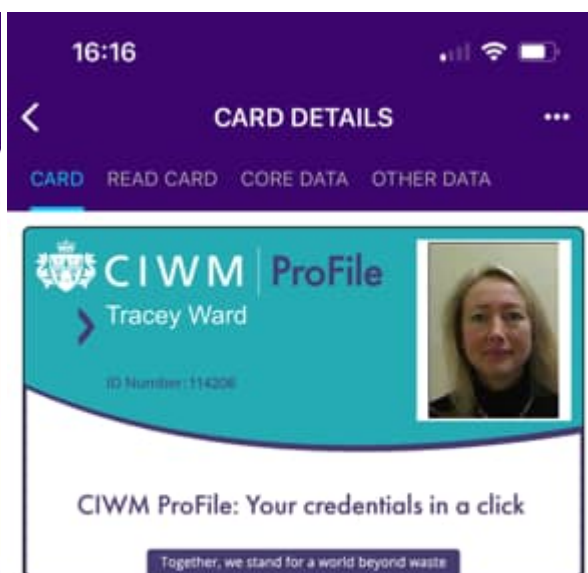 16:16
CARD DETAILS
CARD READ CARD CORE DATA OTHER DATA
CIWM ProFile
Tracey Ward
ID Number: 114206
CIWM ProFile: Your credentials in a click
Together, we stand for a world beyond waste